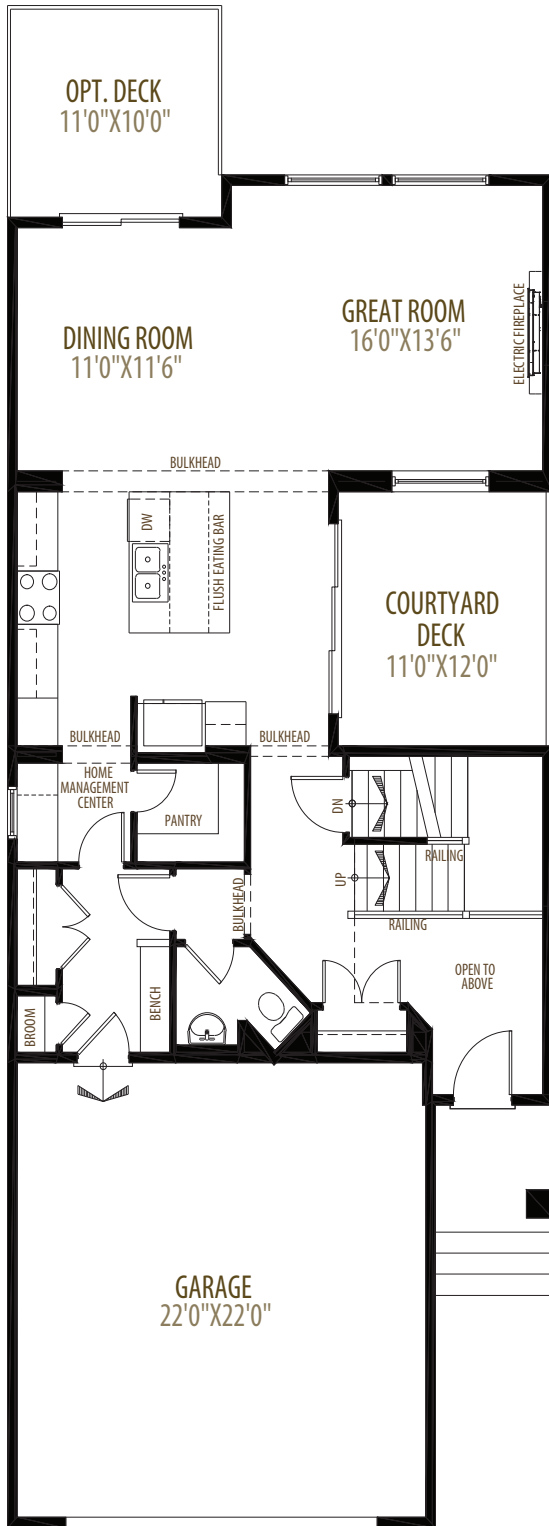 OPT. DECK
11'0"X10'0"
DINING ROOM
11'0"X11'6"
GREAT ROOM
16'0"X13'6"
ELECTRIC FIREPLACE
BULKHEAD
DW
FLUSH EATING BAR
COURTYARD
DECK
11'0"X12'0"
BULKHEAD
BULKHEAD
HOME
MANAGEMENT
CENTER
PANTRY
DN
RAILING
UP
BULKHEAD
RAILING
OPEN TO
ABOVE
BROOM
BENCH
GARAGE
22'0"X22'0"